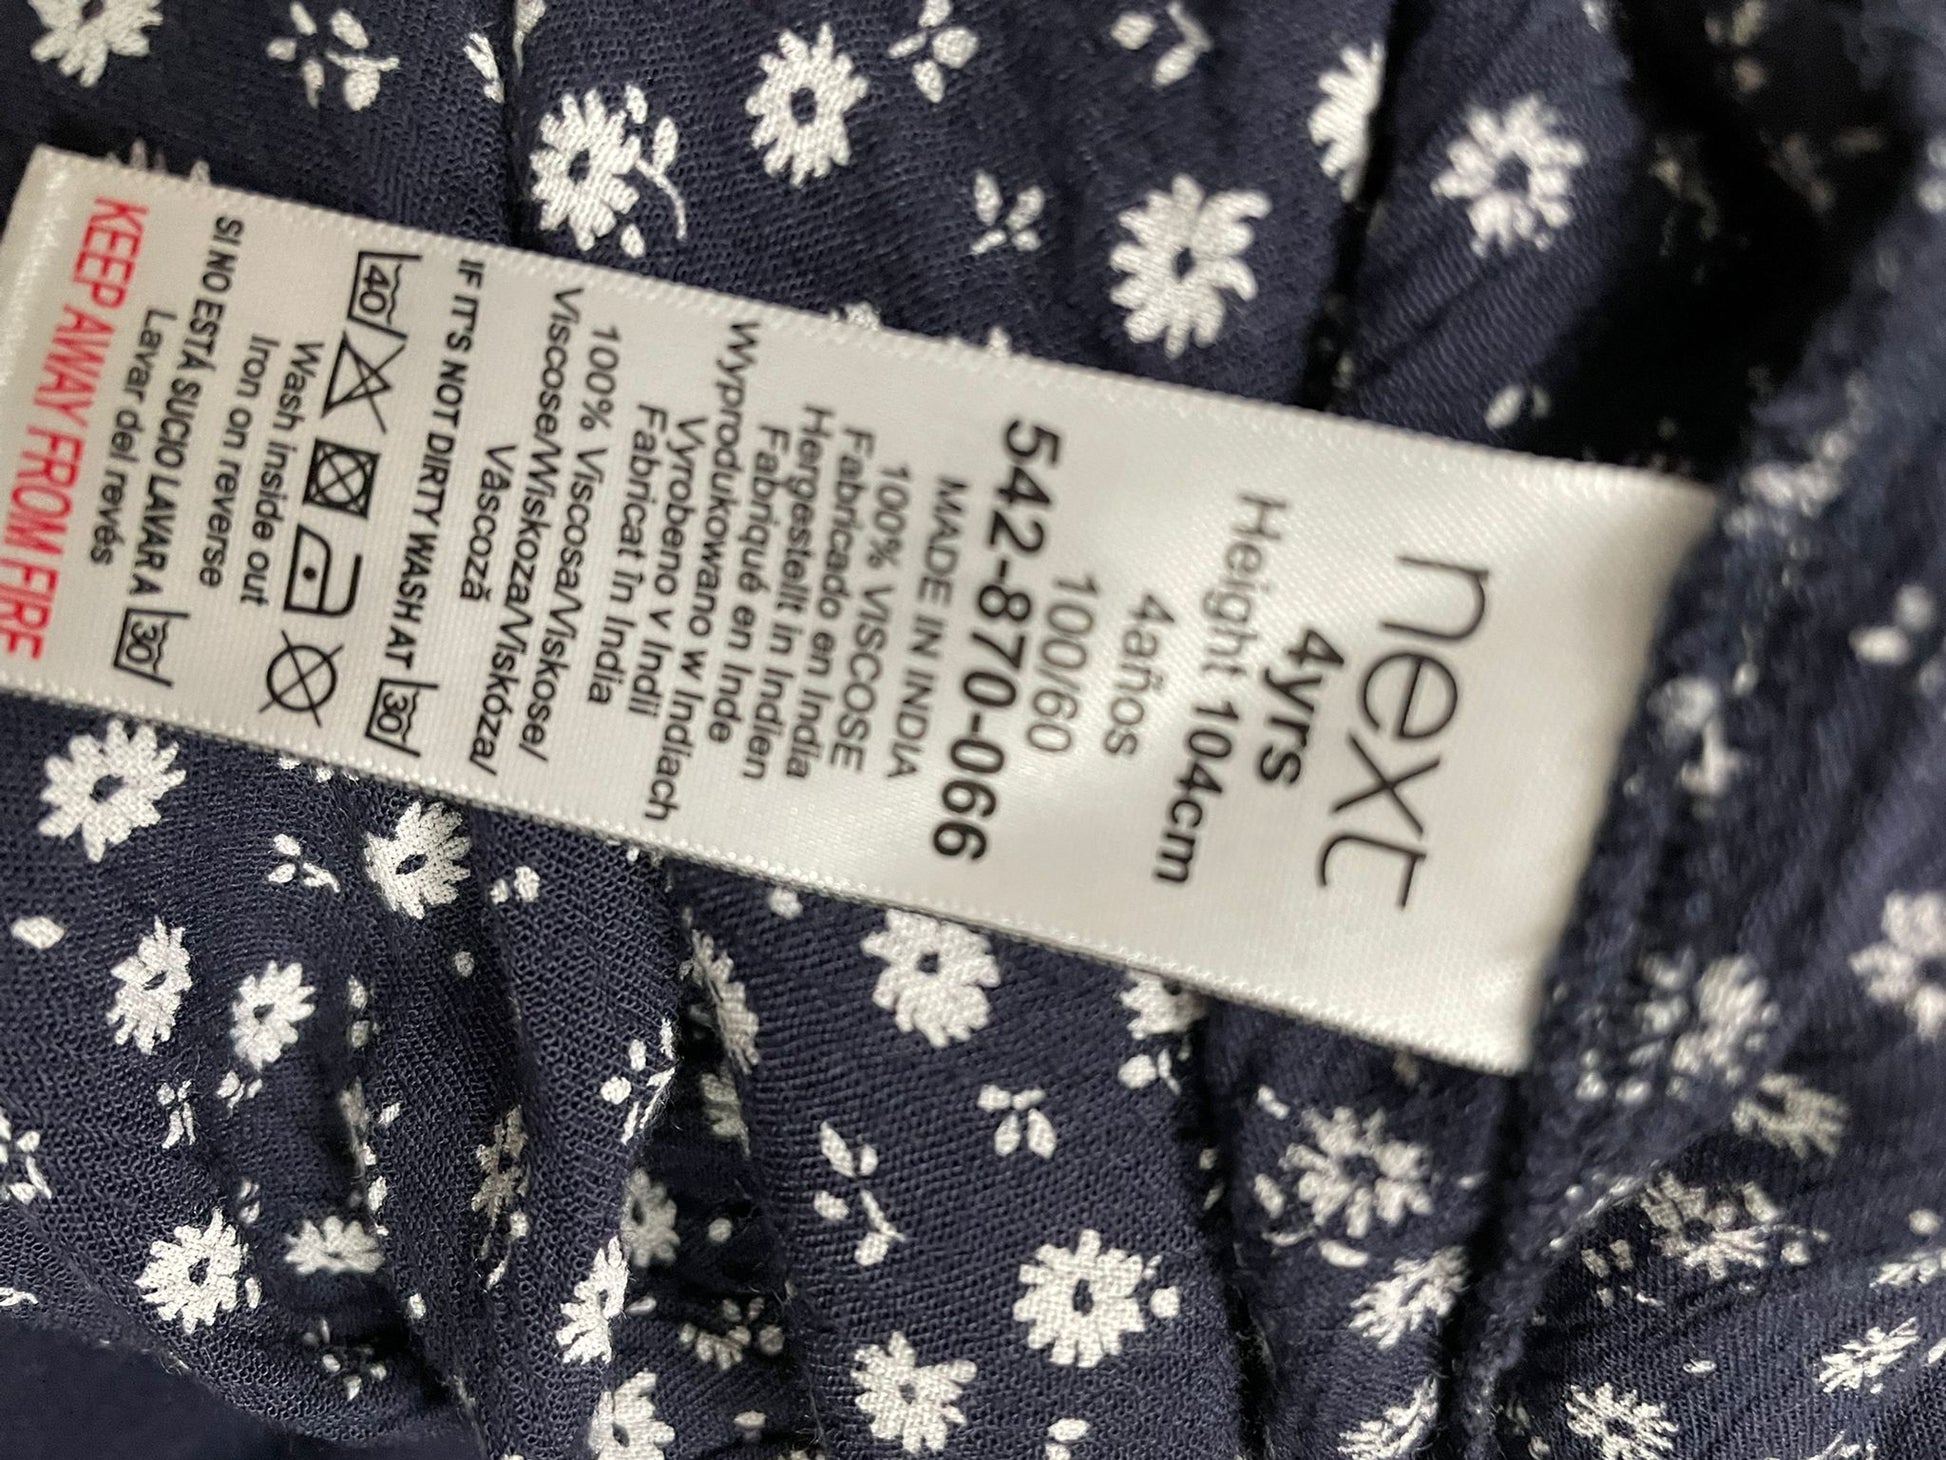 next
4yrs
Height 104cm
4años
100/60
542-870-066
MADE IN INDIA
100% VISCOSE
Fabricado en India
Hergestellt in Indien
Fabriqué en Inde
Wyprodukowano w Indiach
Vyrobeno v Indii
Fabricat în India
100% Viscosa/Viskose/
Viscose/Wiskoza/Viskóza/
Vâscoză
IF IT'S NOT DIRTY WASH AT 30
40
Wash inside out
Iron on reverse
SI NO ESTÁ SUCIO LAVAR A 30
Lavar del revés
KEEP AWAY FROM FIRE